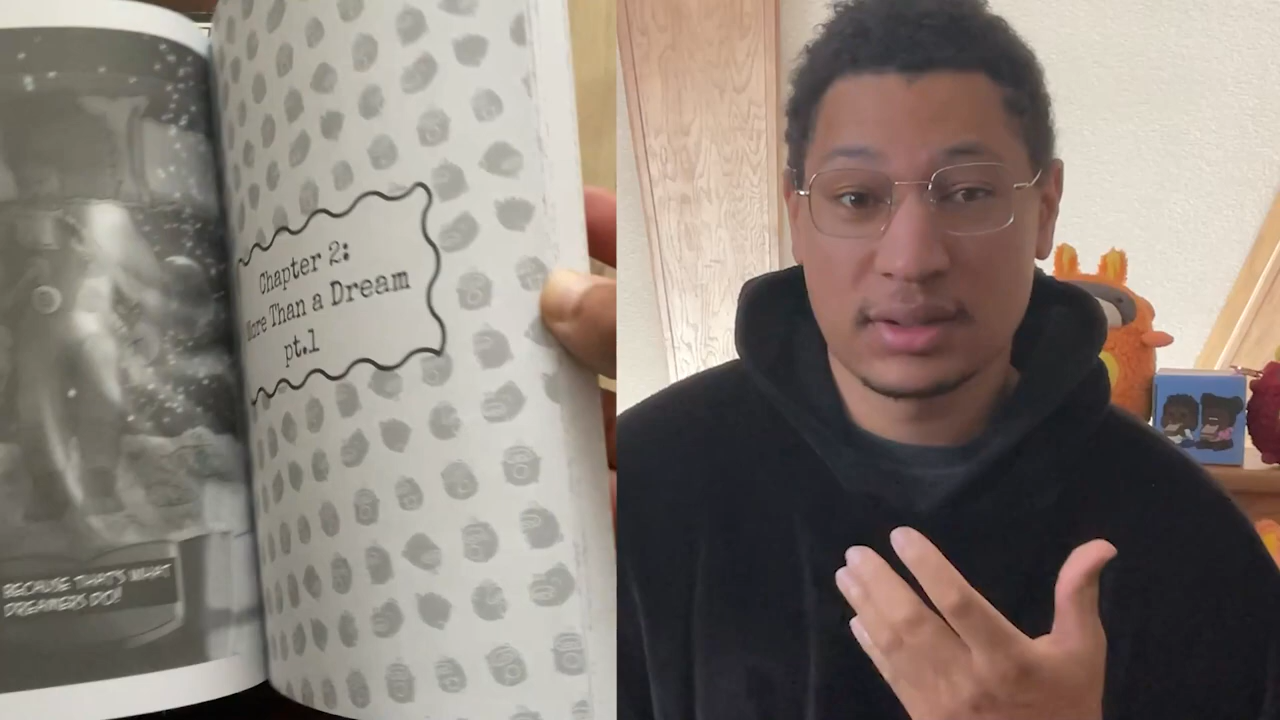 BECAUSE THAT'S WHAT
DREAMERS DO!
Chapter 2:
More Than a Dream
pt.1